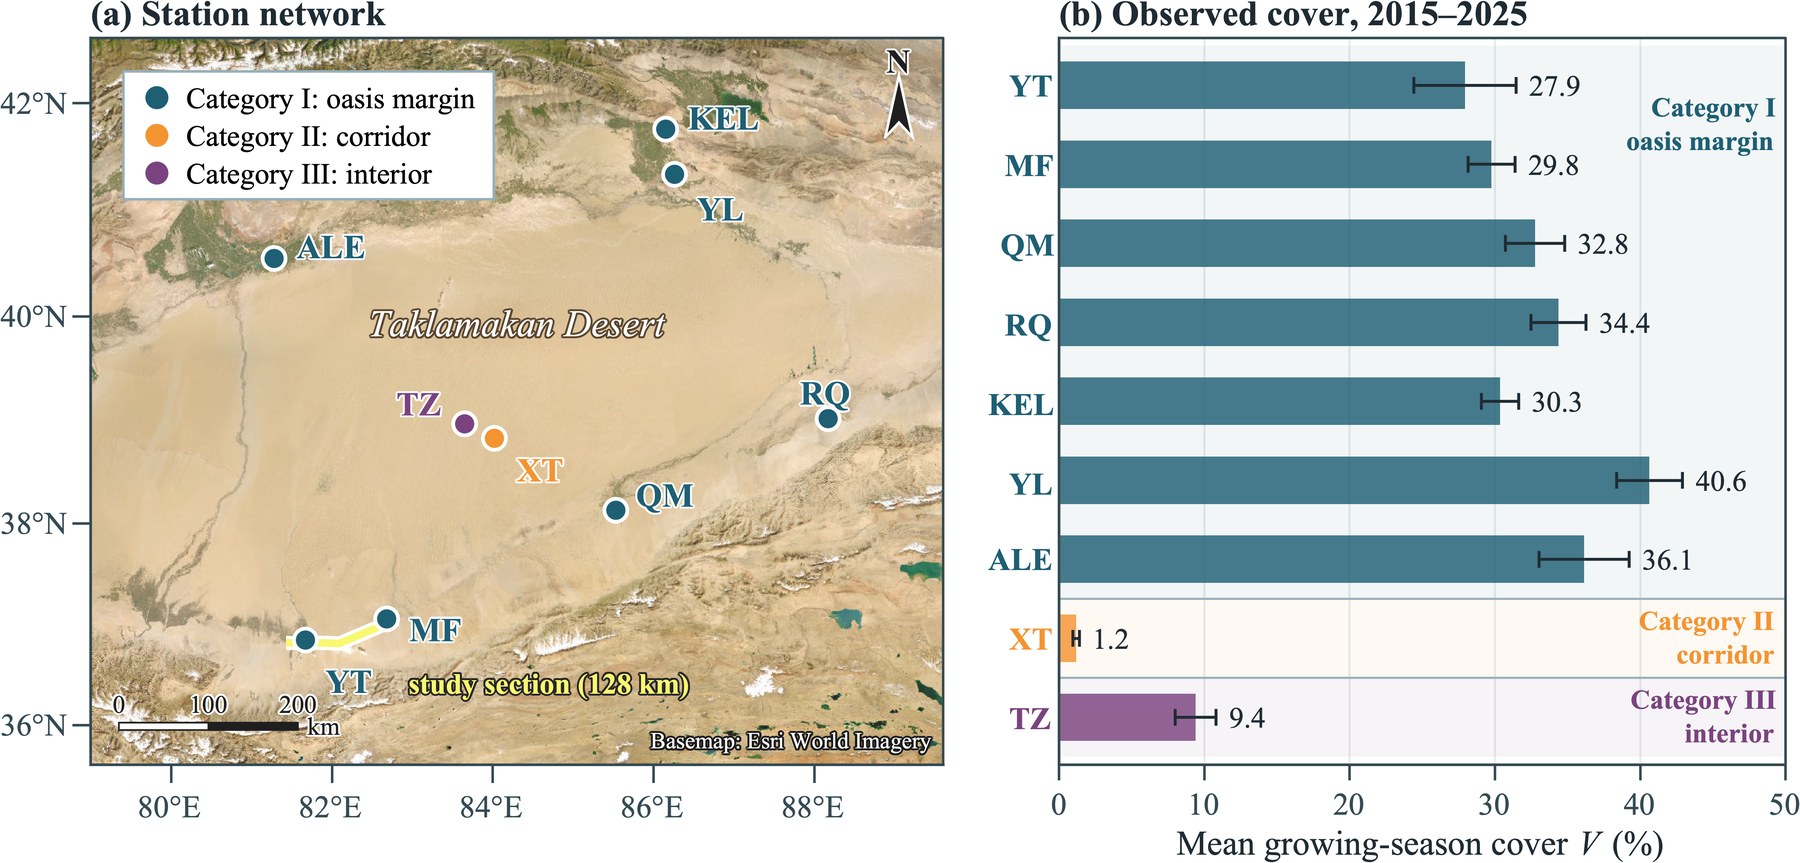 (a) Station network
Category I: oasis margin
Category II: corridor
Category III: interior
N
KEL
YL
ALE
Taklamakan Desert
TZ
XT
RQ
QM
MF
YT
study section (128 km)
0 100 200
km
Basemap: Esri World Imagery
42°N
40°N
38°N
36°N
80°E 82°E 84°E 86°E 88°E
(b) Observed cover, 2015–2025
YT 27.9
MF 29.8
QM 32.8
RQ 34.4
KEL 30.3
YL 40.6
ALE 36.1
XT 1.2
TZ 9.4
Category I
oasis margin
Category II
corridor
Category III
interior
0 10 20 30 40 50
Mean growing-season cover V (%)